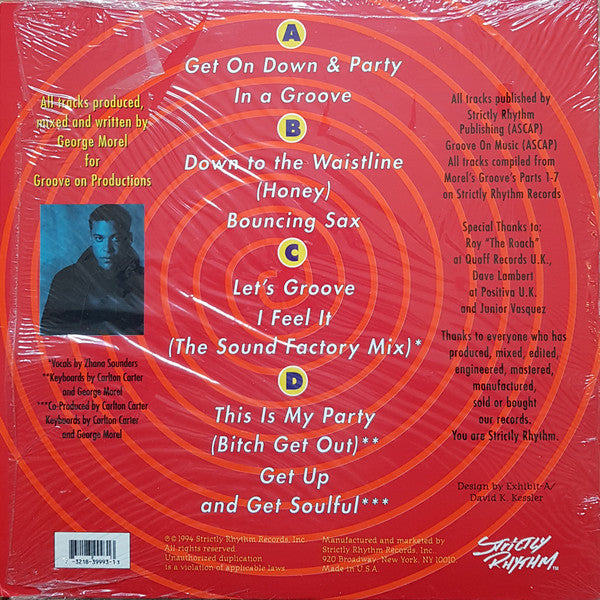 A
Get On Down & Party
In a Groove
B
Down to the Waistline
(Honey)
Bouncing Sax
C
Let's Groove
I Feel It
(The Sound Factory Mix)*
D
This Is My Party
(Bitch Get Out)**
Get Up
and Get Soulful***
All tracks produced,
mixed and written by
George Morel
for
Groove on Productions
*Vocals by Zhana Saunders
**Keyboards by Carlton Carter
and George Morel
***Co-Produced by Carlton Carter
Keyboards by Carlton Carter
and George Morel
All tracks published by
Strictly Rhythm
Publishing (ASCAP)
Groove On Music (ASCAP)
All tracks compiled from
Morel's Groove's Parts 1-7
on Strictly Rhythm Records
Special Thanks to:
Roy "The Roach"
at Quoff Records U.K.,
Dave Lambert
at Positiva U.K.
and Junior Vasquez
Thanks to everyone who has
produced, mixed, edited,
engineered, mastered,
manufactured,
sold or bought
our records.
You are Strictly Rhythm.
Design by Exhibit-A/
David K. Kessler
℗©1994 Strictly Rhythm Records, Inc.
All rights reserved.
Unauthorized duplication
is a violation of applicable laws.
Manufactured and marketed by
Strictly Rhythm Records, Inc.
920 Broadway, New York, NY 10010.
Made in U.S.A.
STRICTLY
RHYTHM™